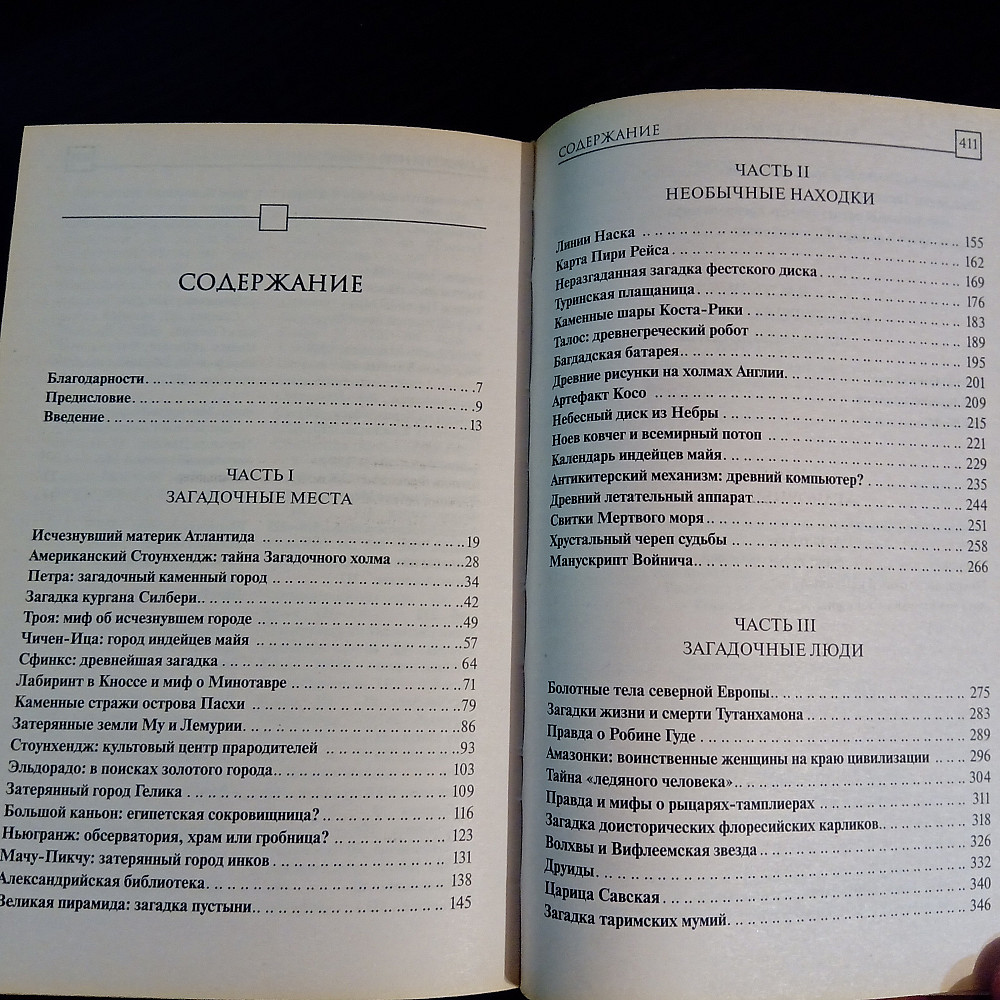 СОДЕРЖАНИЕ
Благодарности. 7
Предисловие 9
Введение 13
ЧАСТЬ I
ЗАГАДОЧНЫЕ МЕСТА
Исчезнувший материк Атлантида 19
Американский Стоунхендж: тайна Загадочного холма 28
Петра: загадочный каменный город 34
Загадка кургана Силбери 42
Троя: миф об исчезнувшем городе 49
Чичен-Ица: город индейцев майя 57
Сфинкс: древнейшая загадка 64
Лабиринт в Кноссе и миф о Минотавре 71
Каменные стражи острова Пасхи 79
Затерянные земли Му и Лемурии 86
Стоунхендж: культовый центр прародителей 93
Эльдорадо: в поисках золотого города 103
Затерянный город Гелика 109
Большой каньон: египетская сокровищница? 116
Ньюгранж: обсерватория, храм или гробница? 123
Мачу-Пикчу: затерянный город инков 131
Александрийская библиотека 138
Великая пирамида: загадка пустыни 145
СОДЕРЖАНИЕ 411
ЧАСТЬ II
НЕОБЫЧНЫЕ НАХОДКИ
Линии Наска 155
Карта Пири Рейса 162
Неразгаданная загадка фестского диска 169
Туринская плащаница 176
Каменные шары Коста-Рики 183
Талос: древнегреческий робот 189
Багдадская батарея 195
Древние рисунки на холмах Англии 201
Артефакт Косо 209
Небесный диск из Небры 215
Ноев ковчег и всемирный потоп 221
Календарь индейцев майя 229
Антикитерский механизм: древний компьютер? 235
Древний летательный аппарат 244
Свитки Мертвого моря 251
Хрустальный череп судьбы 258
Манускрипт Войнича 266
ЧАСТЬ III
ЗАГАДОЧНЫЕ ЛЮДИ
Болотные тела северной Европы 275
Загадки жизни и смерти Тутанхамона 283
Правда о Робине Гуде 289
Амазонки: воинственные женщины на краю цивилизации 296
Тайна «ледяного человека» 304
Правда и мифы о рыцарях-тамплиерах 311
Загадка доисторических флоресийских карликов 318
Волхвы и Вифлеемская звезда 326
Друиды 332
Царица Савская 340
Загадка таримских мумий 346